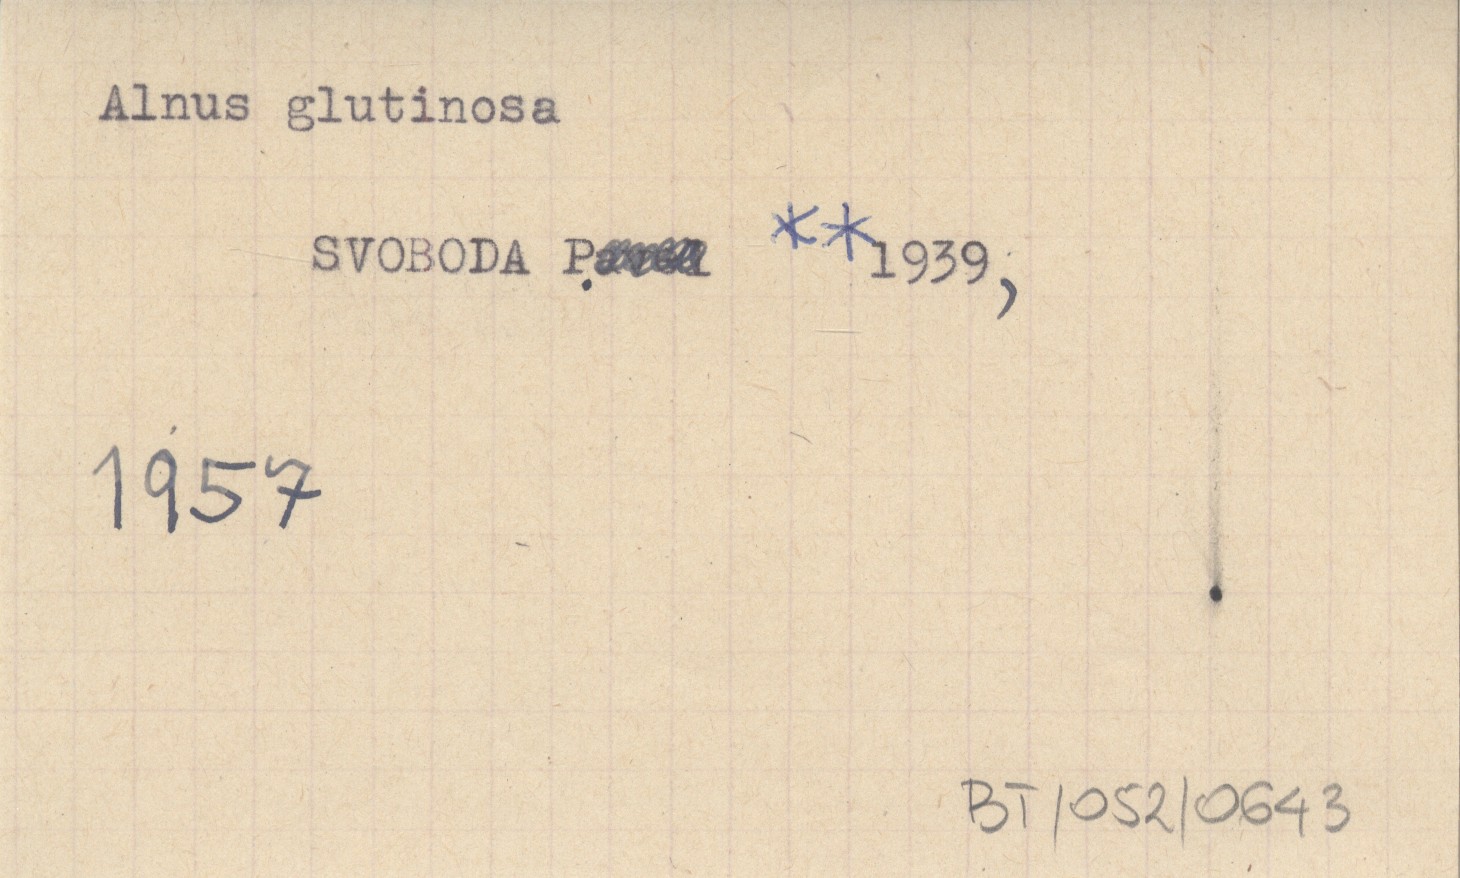 Alnus glutinosa
SVOBODA P. **1939,
1957
BT/052/0643